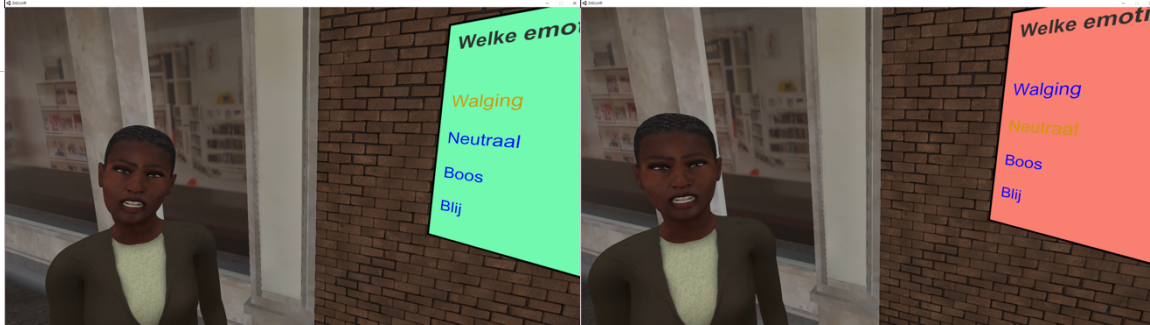 Welke emoti
Walging
Neutraal
Boos
Blij
Welke emoti
Walging
Neutraal
Boos
Blij